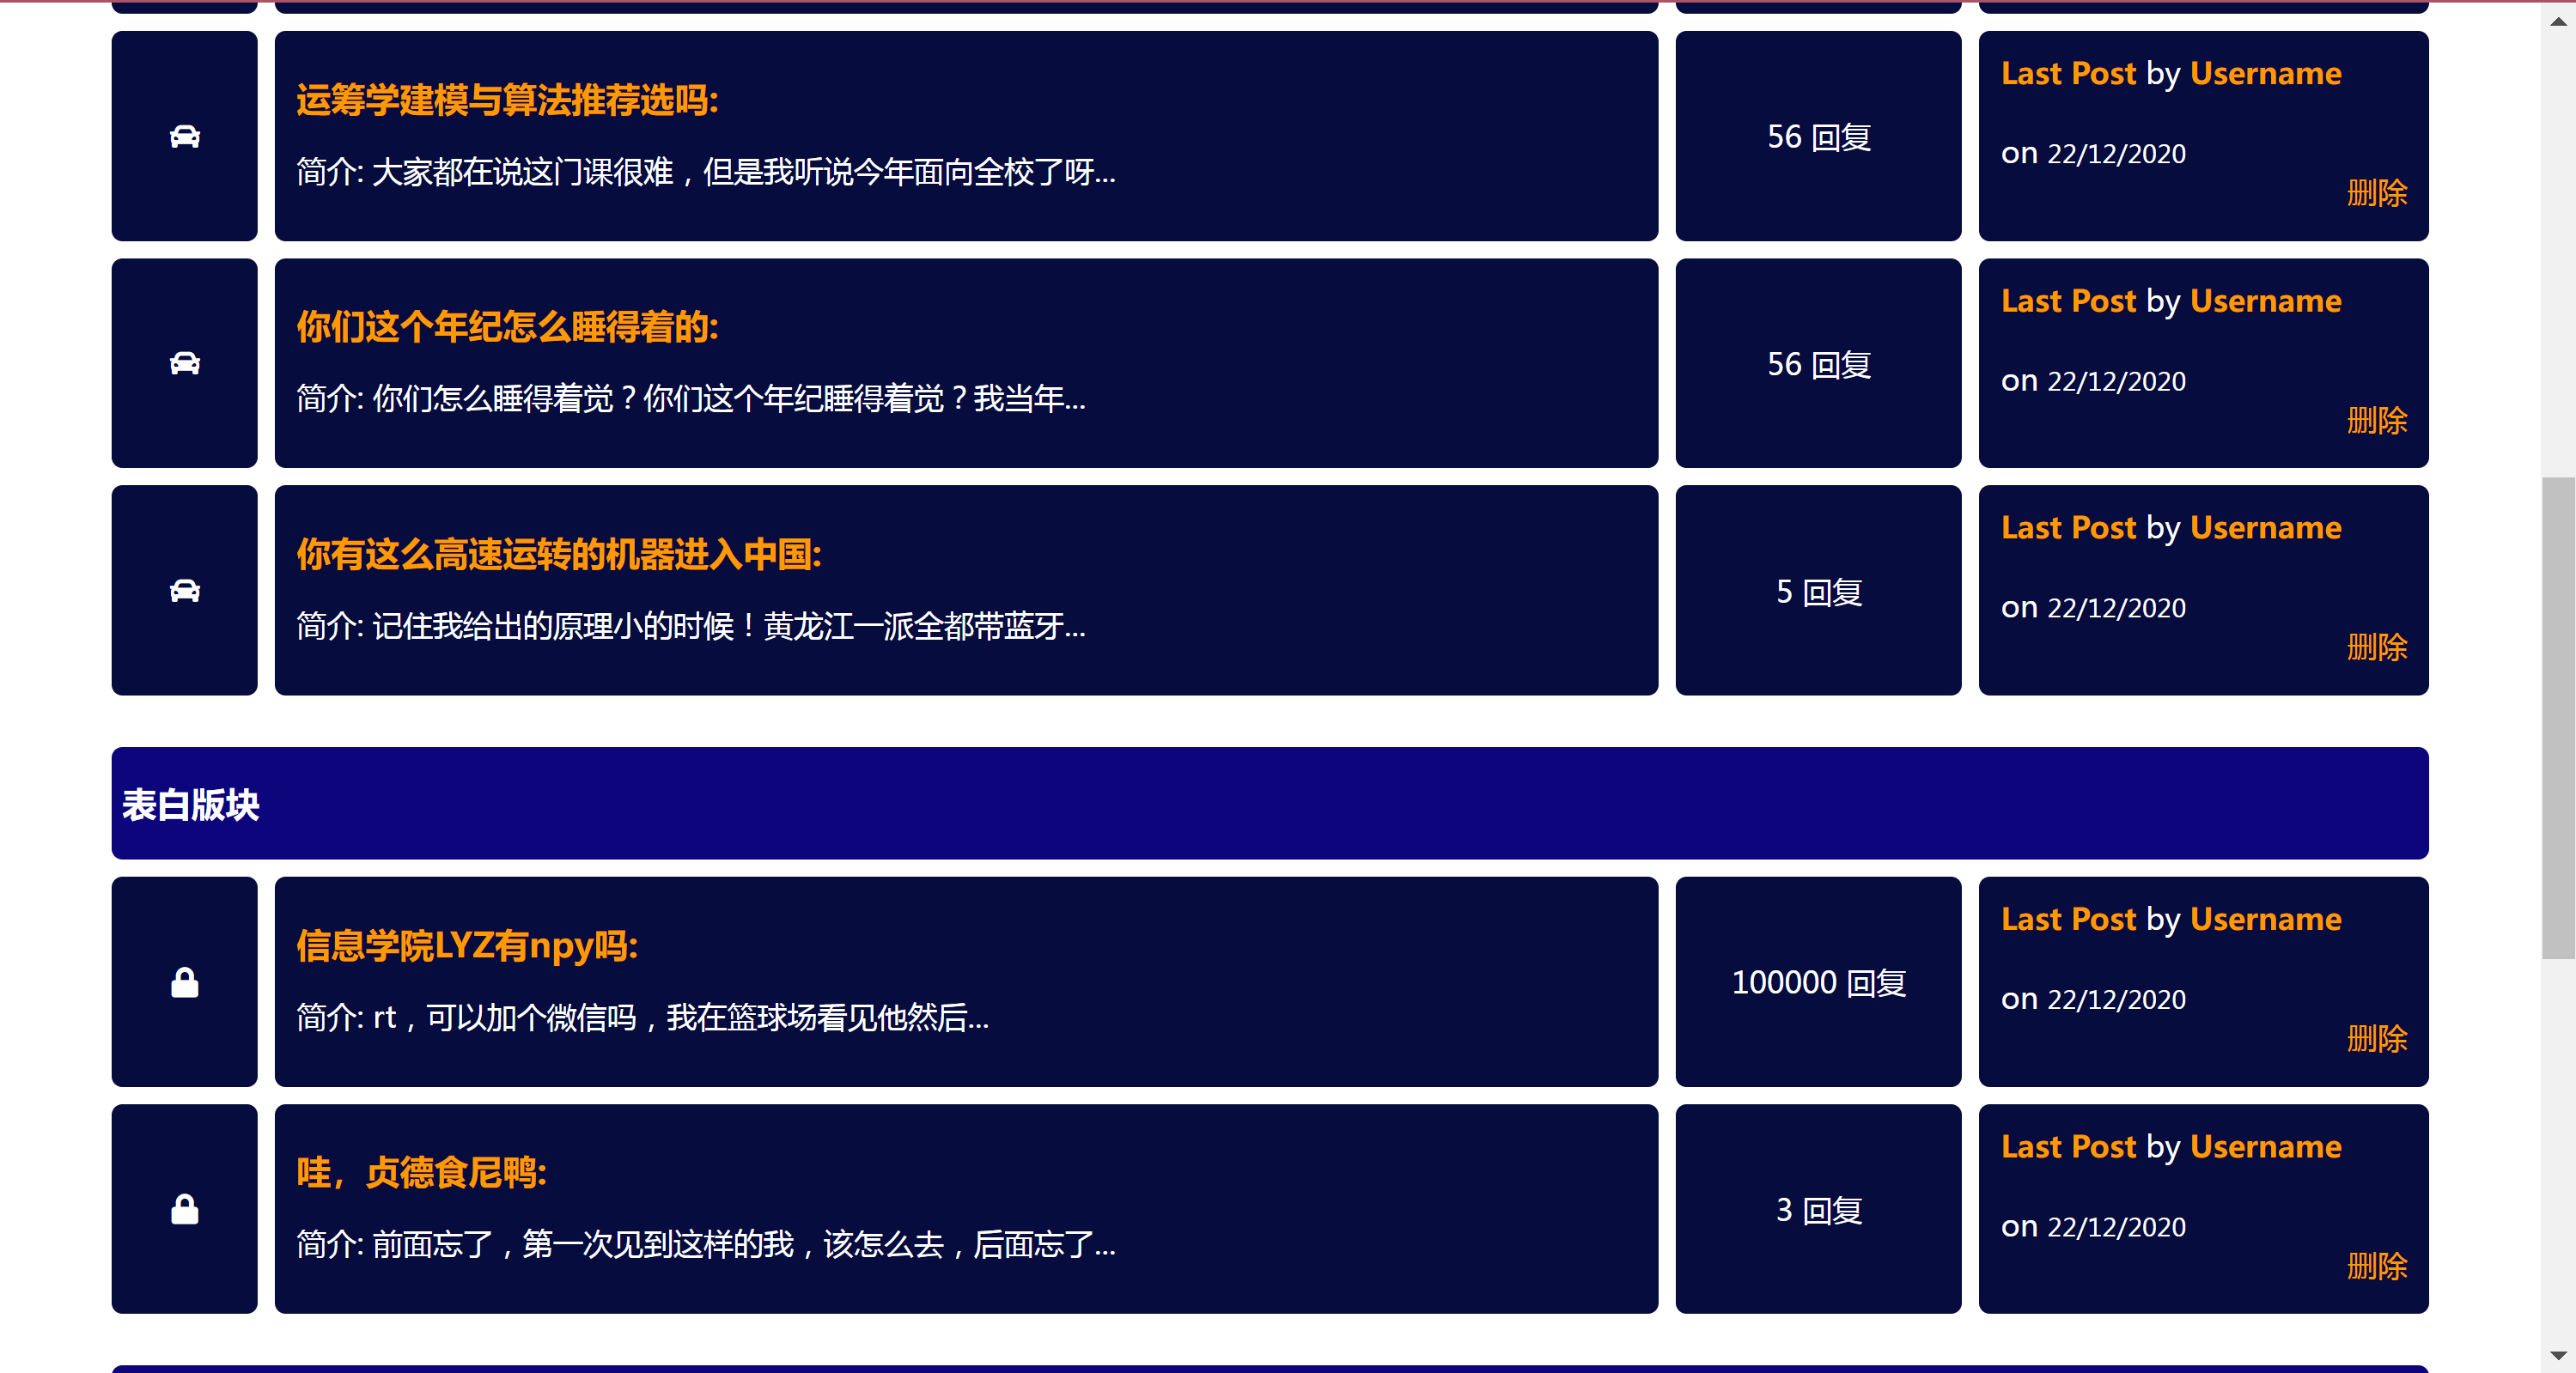 运筹学建模与算法推荐选吗:
简介: 大家都在说这门课很难，但是我听说今年面向全校了呀...
56 回复
Last Post by Username
on 22/12/2020
删除
你们这个年纪怎么睡得着的:
简介: 你们怎么睡得着觉？你们这个年纪睡得着觉？我当年...
56 回复
Last Post by Username
on 22/12/2020
删除
你有这么高速运转的机器进入中国:
简介: 记住我给出的原理小的时候！黄龙江一派全都带蓝牙...
5 回复
Last Post by Username
on 22/12/2020
删除
表白版块
信息学院LYZ有npy吗:
简介: rt，可以加个微信吗，我在篮球场看见他然后...
100000 回复
Last Post by Username
on 22/12/2020
删除
哇，贞德食尼鸭:
简介: 前面忘了，第一次见到这样的我，该怎么去，后面忘了...
3 回复
Last Post by Username
on 22/12/2020
删除